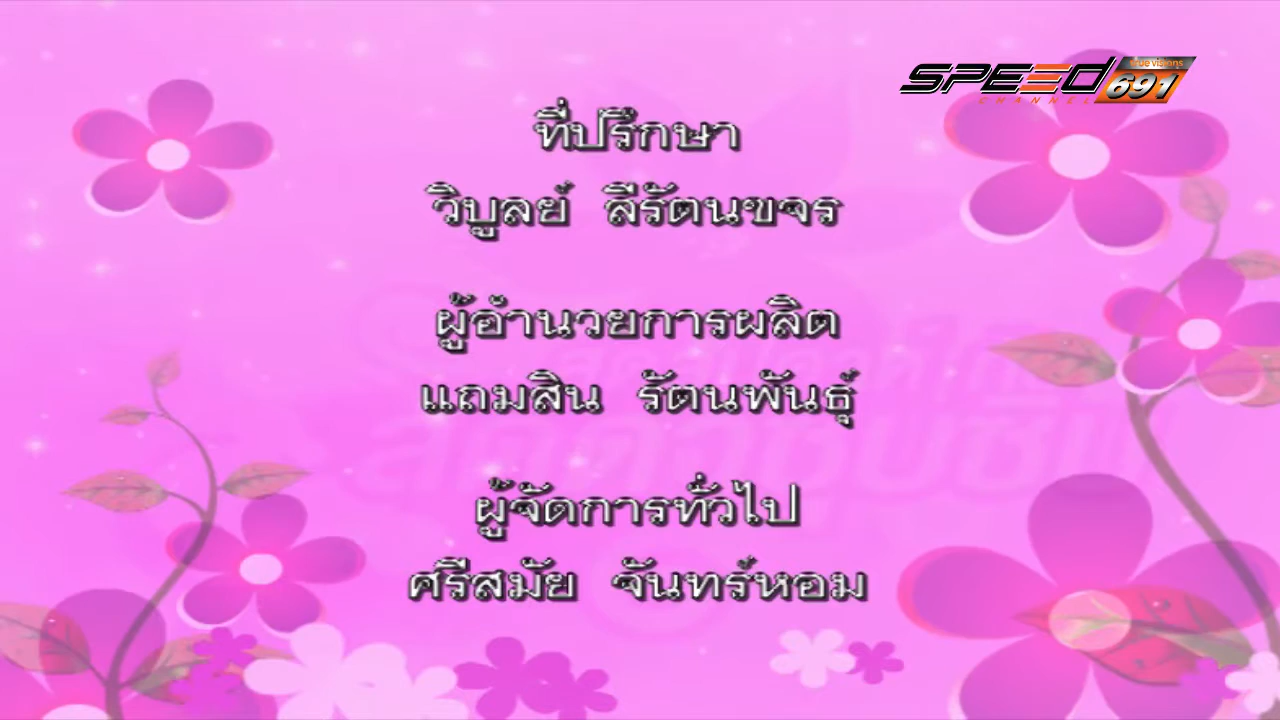 SPEED
CHANNEL
true visions
691
ที่ปรึกษา
วิบูลย์ ลีรัตนขจร
ผู้อำนวยการผลิต
แถมสิน รัตนพันธุ์
ผู้จัดการทั่วไป
ศรีสมัย จันทร์หอม